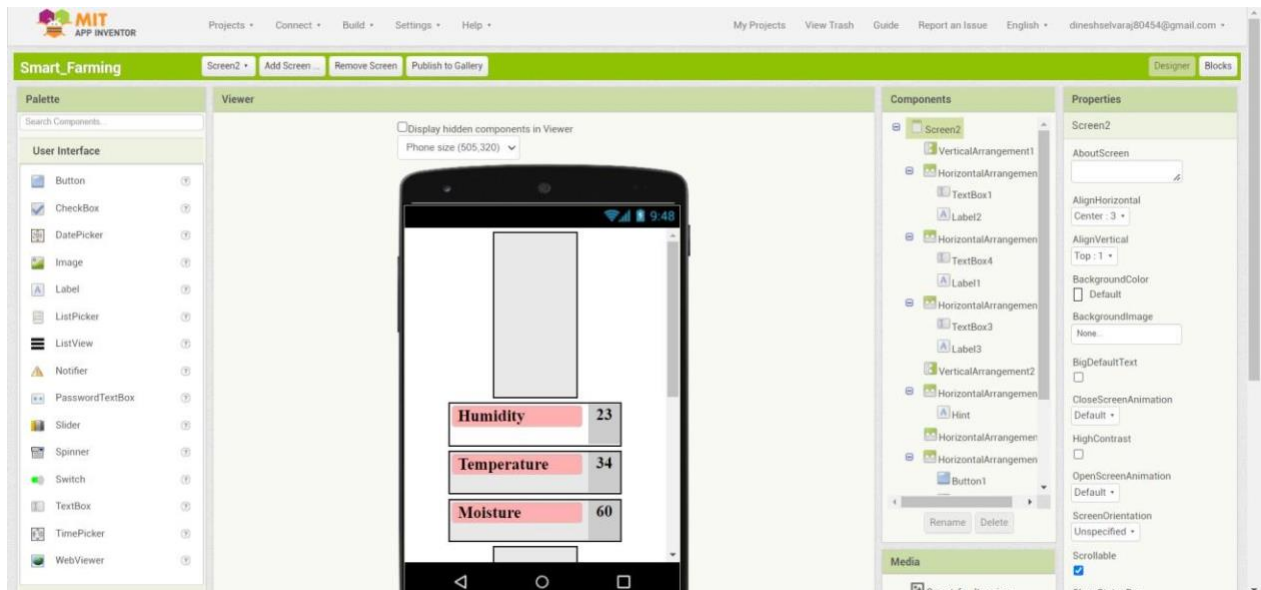 MIT
APP INVENTOR
Projects
Connect
Build
Settings
Help
My Projects
View Trash
Guide
Report an Issue
English
dineshselvaraj80454@gmail.com
Smart_Farming
Screen2
Add Screen ...
Remove Screen
Publish to Gallery
Designer
Blocks
Palette
Search Components...
User Interface
Button
CheckBox
DatePicker
Image
Label
ListPicker
ListView
Notifier
PasswordTextBox
Slider
Spinner
Switch
TextBox
TimePicker
WebViewer
Viewer
Display hidden components in Viewer
Phone size (505,320)
9:48
Humidity 23
Temperature 34
Moisture 60
Components
Screen2
VerticalArrangement1
HorizontalArrangemen
TextBox1
Label2
HorizontalArrangemen
TextBox4
Label1
HorizontalArrangemen
TextBox3
Label3
VerticalArrangement2
HorizontalArrangemen
Hint
HorizontalArrangemen
HorizontalArrangemen
Button1
Rename
Delete
Media
Properties
Screen2
AboutScreen
AlignHorizontal
Center : 3
AlignVertical
Top : 1
BackgroundColor
Default
BackgroundImage
None...
BigDefaultText
CloseScreenAnimation
Default
HighContrast
OpenScreenAnimation
Default
ScreenOrientation
Unspecified
Scrollable